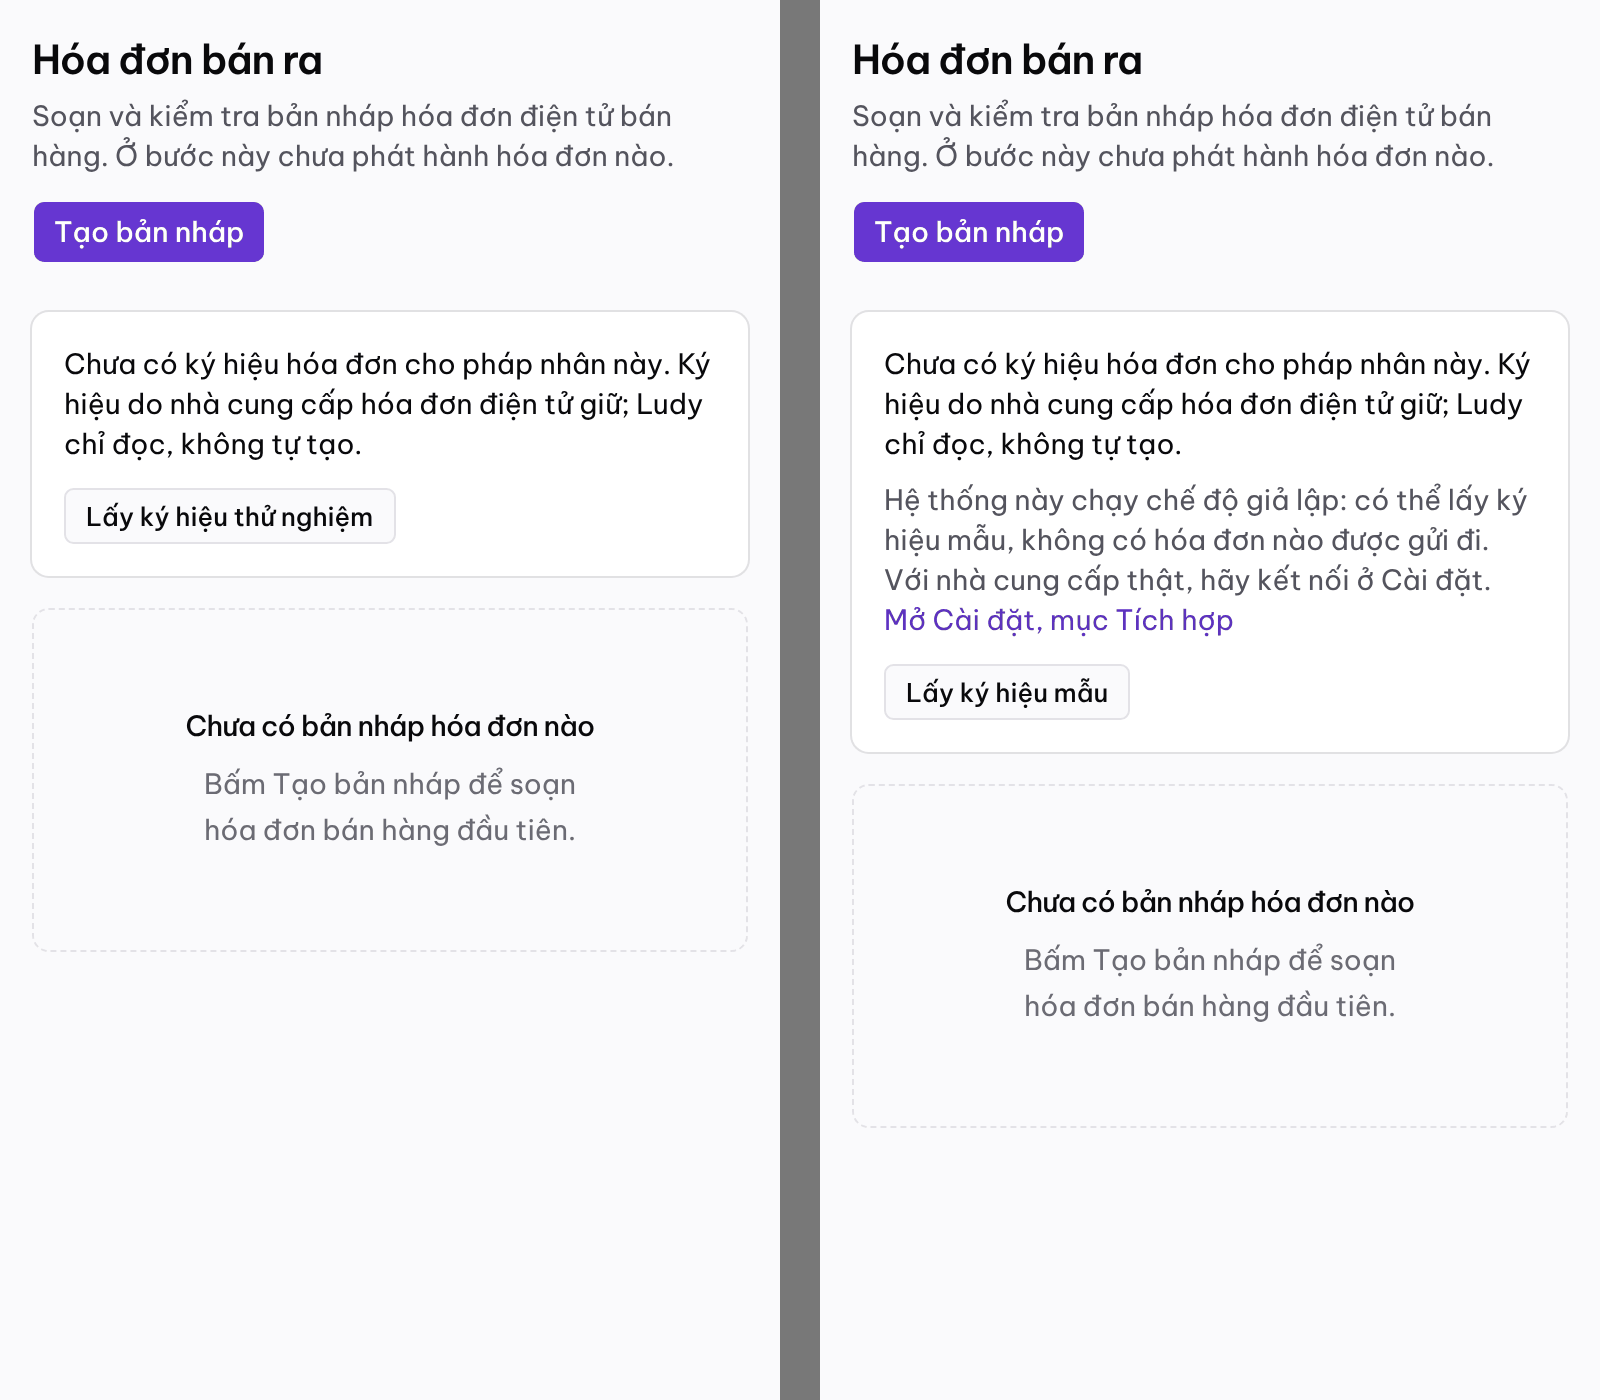 Hóa đơn bán ra
Soạn và kiểm tra bản nháp hóa đơn điện tử bán
hàng. Ở bước này chưa phát hành hóa đơn nào.
Tạo bản nháp
Chưa có ký hiệu hóa đơn cho pháp nhân này. Ký
hiệu do nhà cung cấp hóa đơn điện tử giữ; Ludy
chỉ đọc, không tự tạo.
Lấy ký hiệu thử nghiệm
Chưa có bản nháp hóa đơn nào
Bấm Tạo bản nháp để soạn
hóa đơn bán hàng đầu tiên.
Hóa đơn bán ra
Soạn và kiểm tra bản nháp hóa đơn điện tử bán
hàng. Ở bước này chưa phát hành hóa đơn nào.
Tạo bản nháp
Chưa có ký hiệu hóa đơn cho pháp nhân này. Ký
hiệu do nhà cung cấp hóa đơn điện tử giữ; Ludy
chỉ đọc, không tự tạo.
Hệ thống này chạy chế độ giả lập: có thể lấy ký
hiệu mẫu, không có hóa đơn nào được gửi đi.
Với nhà cung cấp thật, hãy kết nối ở Cài đặt.
Mở Cài đặt, mục Tích hợp
Lấy ký hiệu mẫu
Chưa có bản nháp hóa đơn nào
Bấm Tạo bản nháp để soạn
hóa đơn bán hàng đầu tiên.